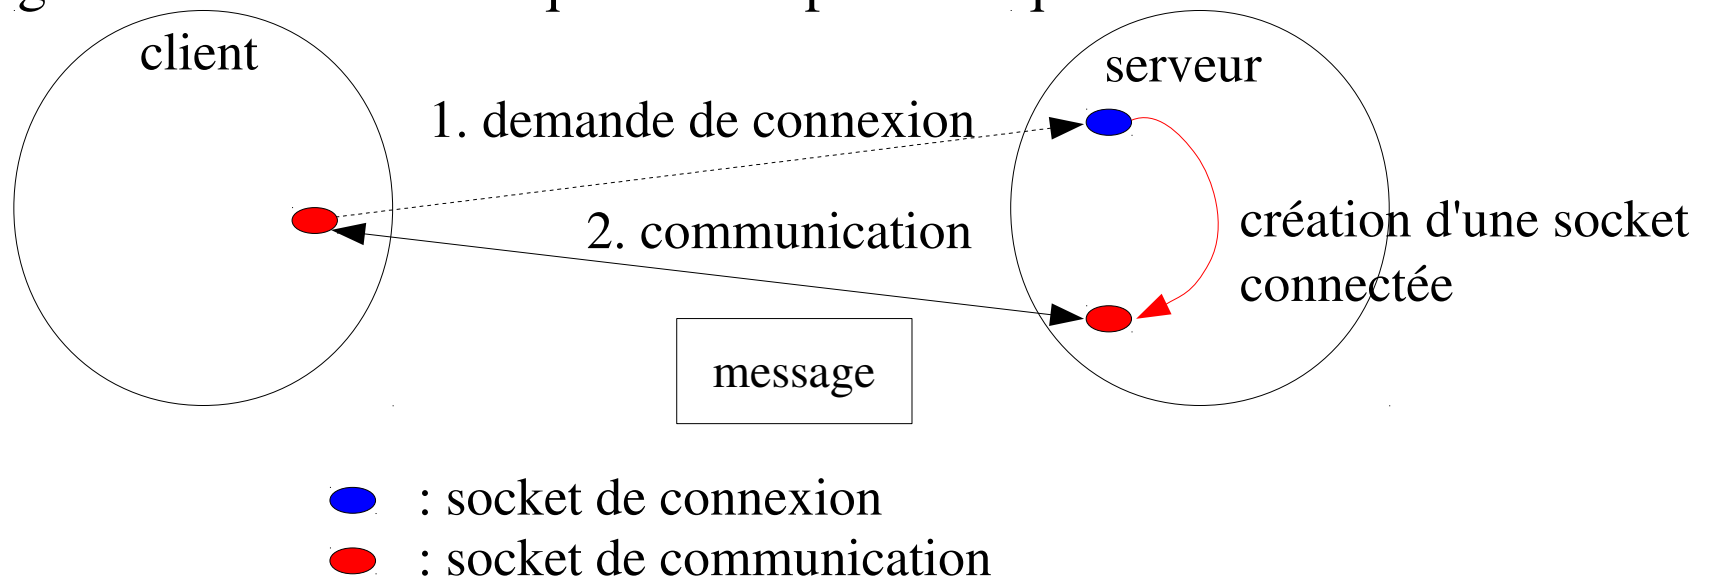 client
serveur
1. demande de connexion
2. communication
création d'une socket
connectée
message
: socket de connexion
: socket de communication